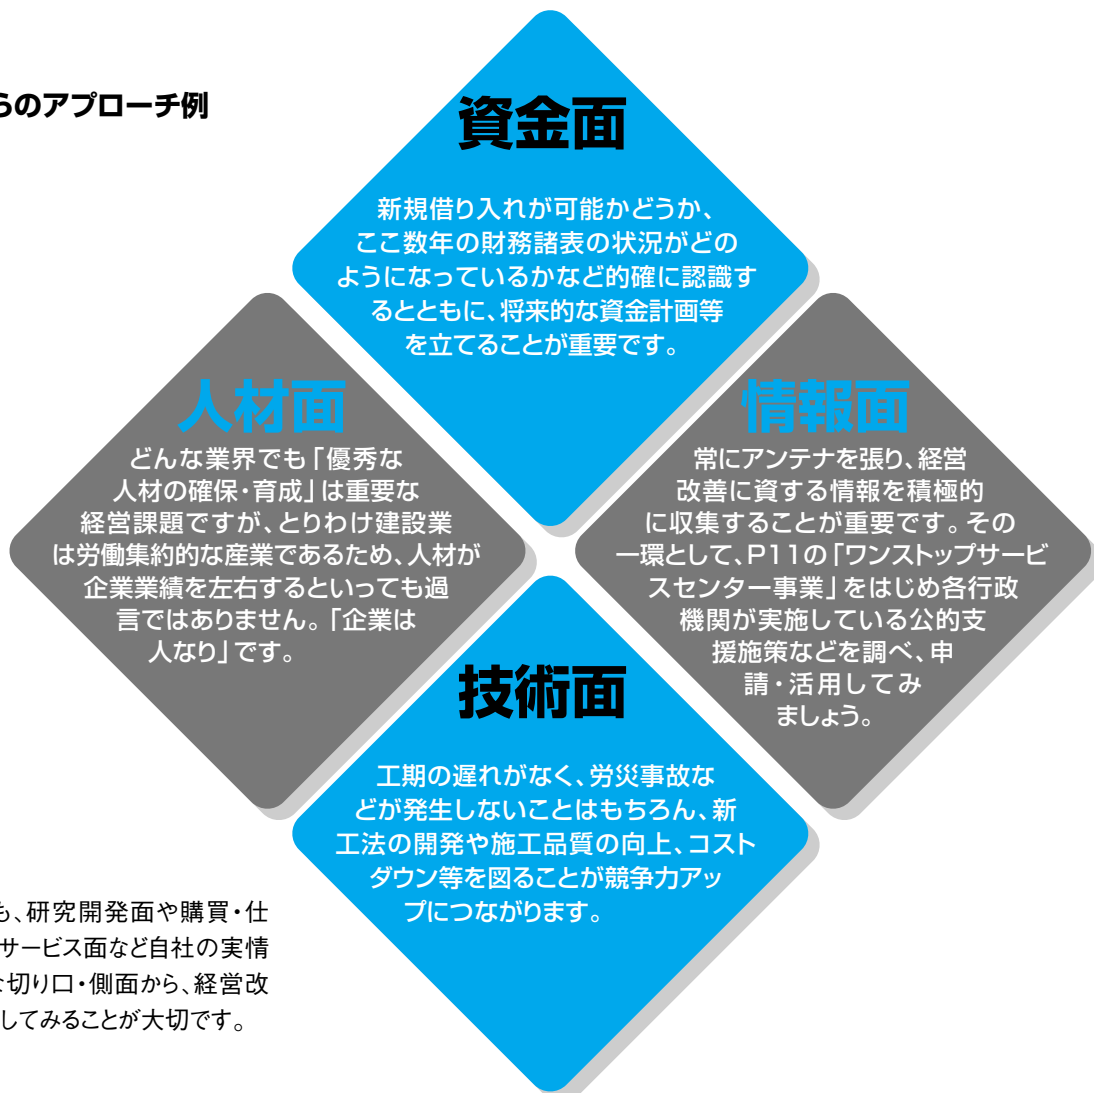 らのアプローチ例
資金面
新規借り入れが可能かどうか、
ここ数年の財務諸表の状況がどの
ようになっているかなど的確に認識す
るとともに、将来的な資金計画等
を立てることが重要です。
人材面
どんな業界でも「優秀な
人材の確保・育成」は重要な
経営課題ですが、とりわけ建設業
は労働集約的な産業であるため、人材が
企業業績を左右するといっても過
言ではありません。「企業は
人なり」です。
情報面
常にアンテナを張り、経営
改善に資する情報を積極的
に収集することが重要です。その
一環として、P11の「ワンストップサービ
スセンター事業」をはじめ各行政
機関が実施している公的支
援施策などを調べ、申
請・活用してみ
ましょう。
技術面
工期の遅れがなく、労災事故な
どが発生しないことはもちろん、新
工法の開発や施工品質の向上、コスト
ダウン等を図ることが競争力アッ
プにつながります。
も、研究開発面や購買・仕
サービス面など自社の実情
な切り口・側面から、経営改
してみることが大切です。